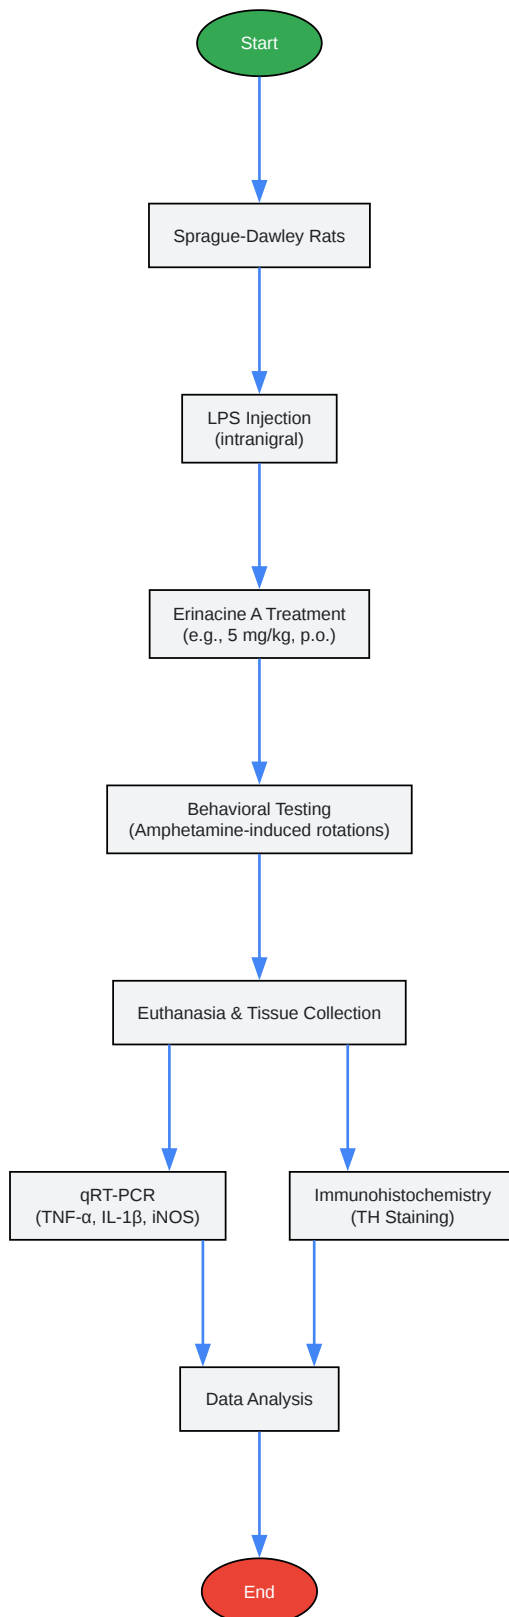 Start
Sprague-Dawley Rats
LPS Injection
(intranigral)
Erinacine A Treatment
(e.g., 5 mg/kg, p.o.)
Behavioral Testing
(Amphetamine-induced rotations)
Euthanasia & Tissue Collection
qRT-PCR
(TNF-α, IL-1β, iNOS)
Immunohistochemistry
(TH Staining)
Data Analysis
End